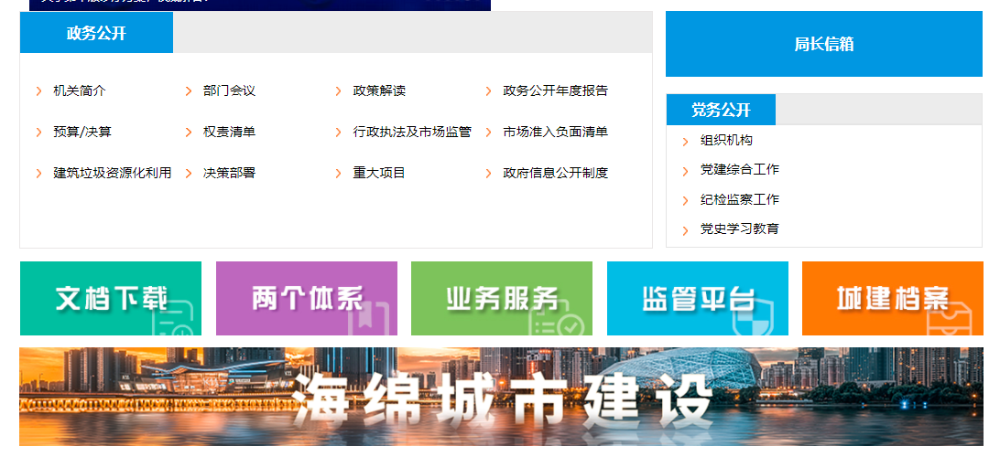 政务公开
局长信箱
机关简介 部门会议 政策解读 政务公开年度报告
预算/决算 权责清单 行政执法及市场监管 市场准入负面清单
建筑垃圾资源化利用 决策部署 重大项目 政府信息公开制度
党务公开
组织机构
党建综合工作
纪检监察工作
党史学习教育
文档下载 两个体系 业务服务 监管平台 城建档案
海绵城市建设